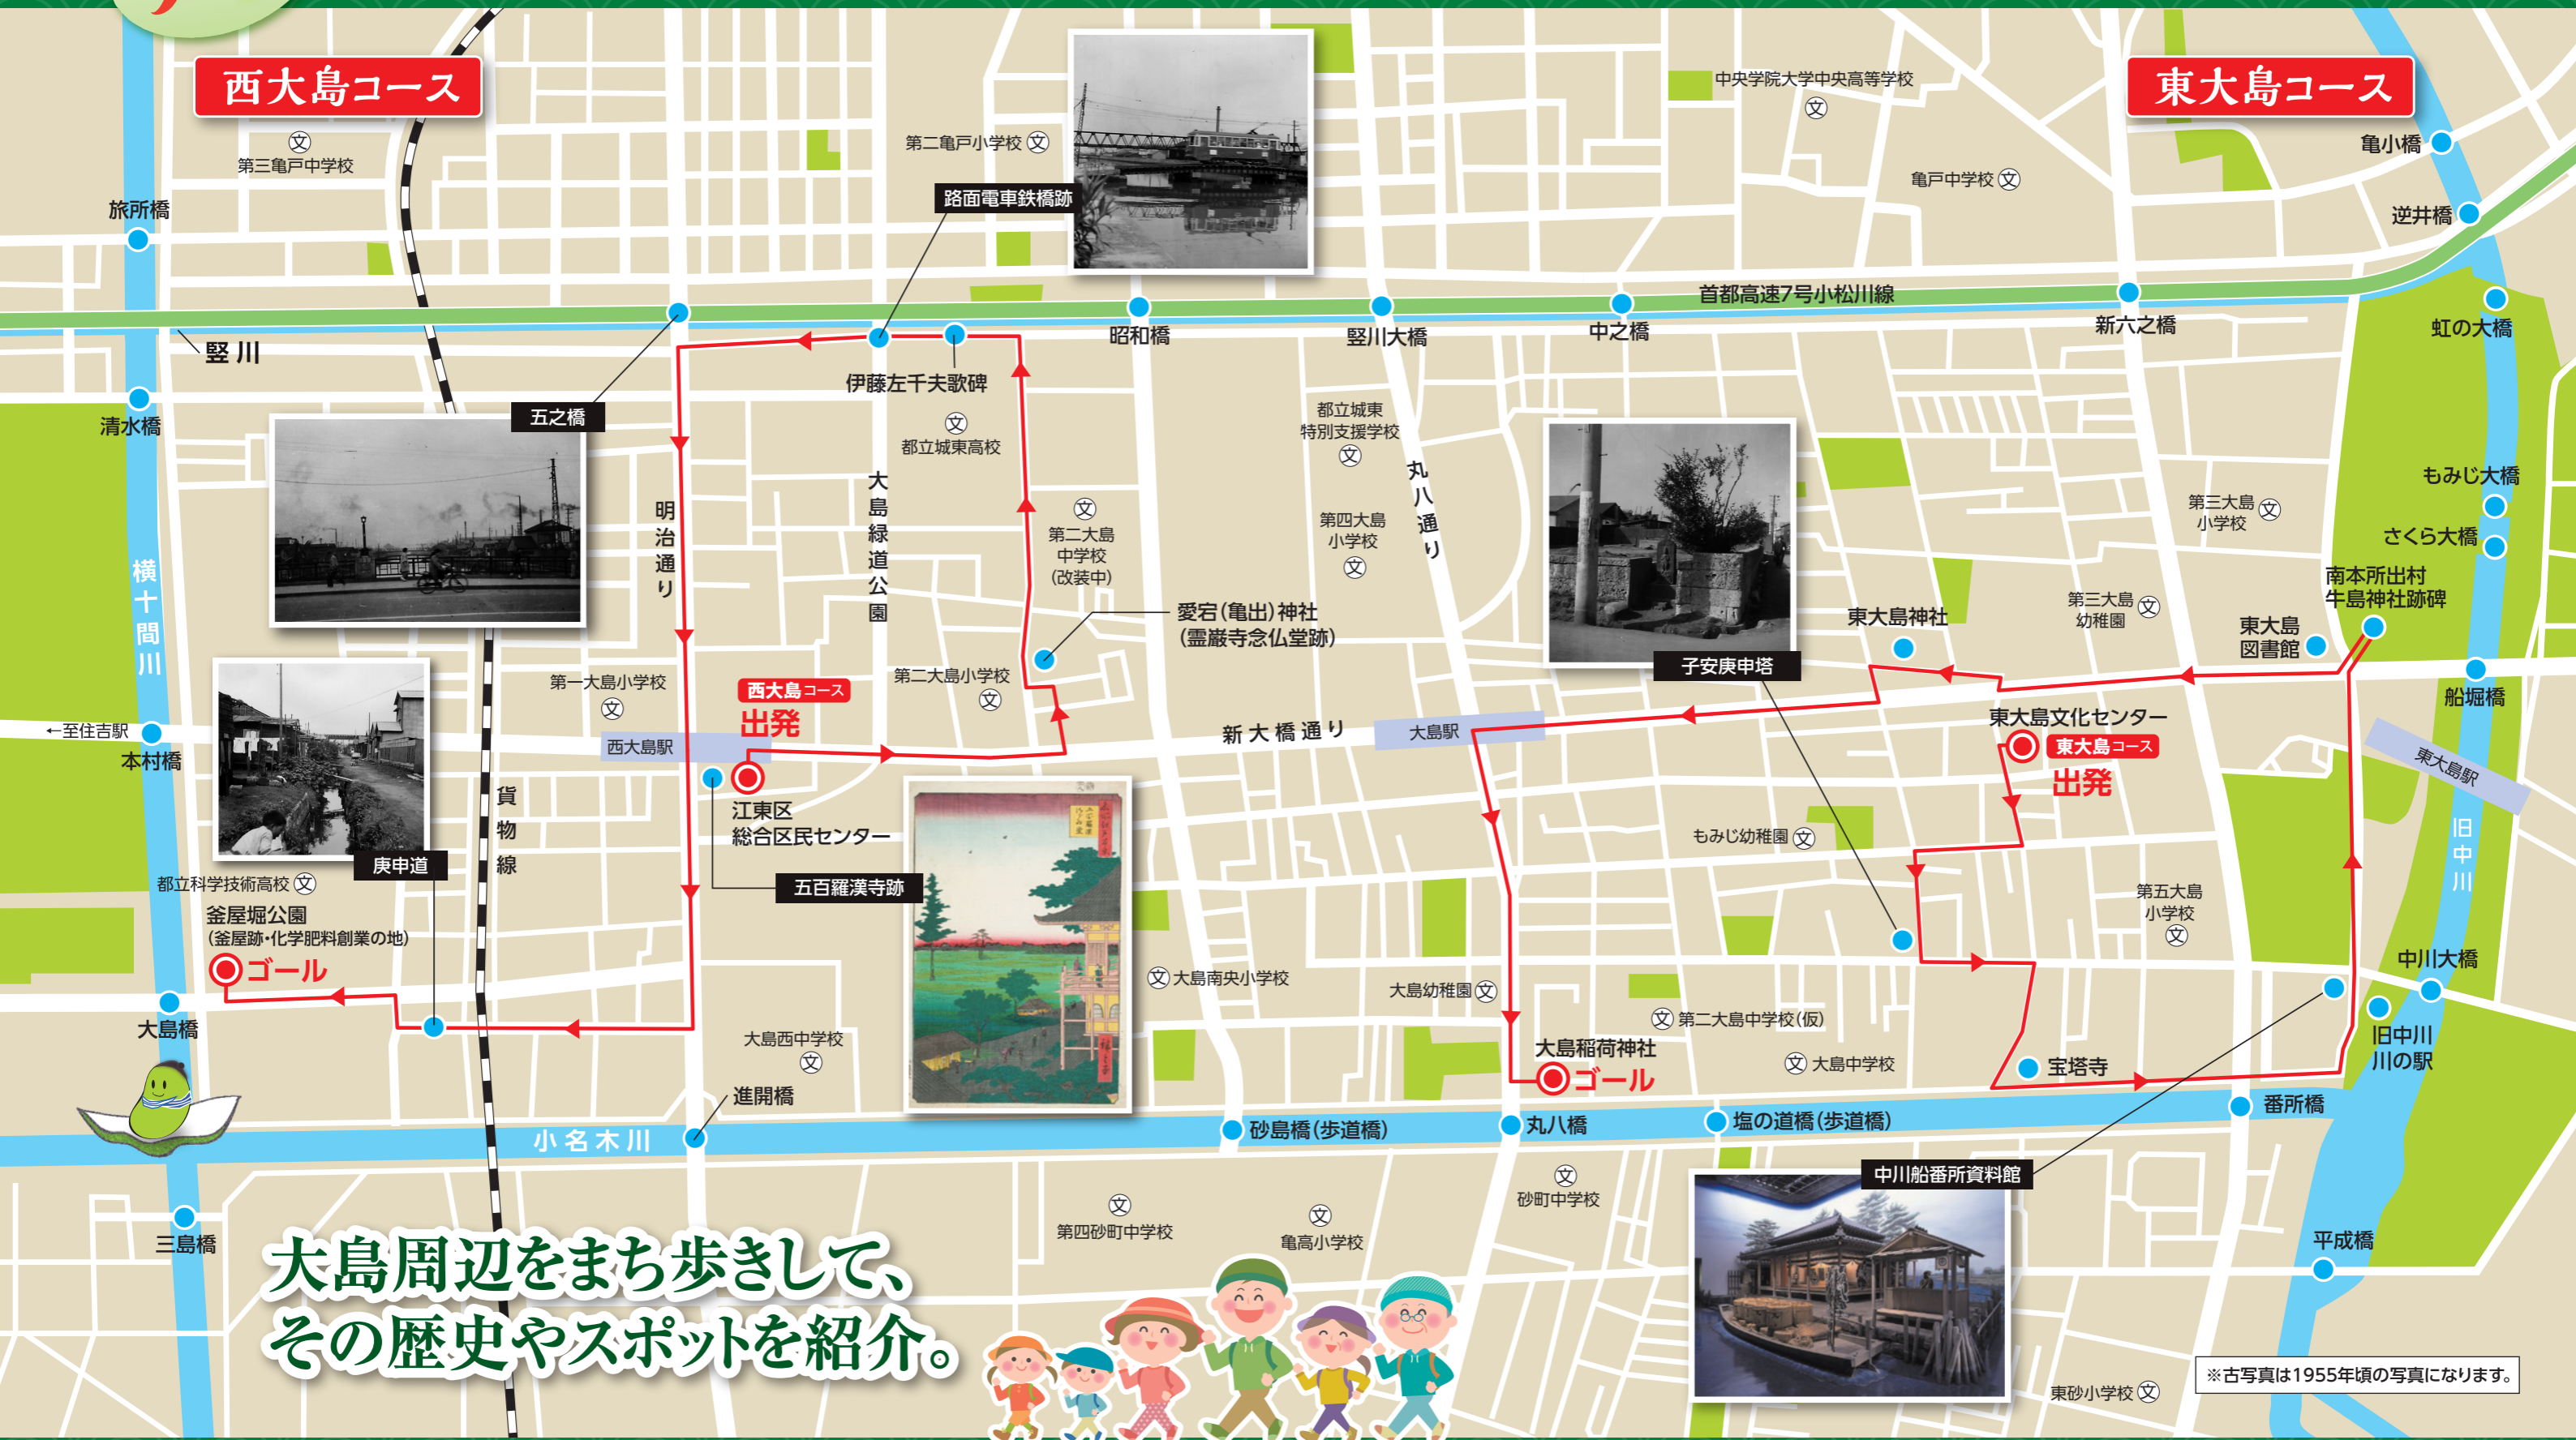 西大島コース
東大島コース
中央学院大学中央高等学校
文
第三亀戸中学校
文
第二亀戸小学校 文
亀小橋
亀戸中学校 文
路面電車鉄橋跡
旅所橋
逆井橋
首都高速7号小松川線
昭和橋
竪川大橋
中之橋
新六之橋
虹の大橋
竪川
伊藤左千夫歌碑
清水橋
五之橋
文
都立城東高校
都立城東
特別支援学校
文
丸八通り
明治通り
大島緑道公園
もみじ大橋
第三大島
小学校 文
さくら大橋
文
第二大島
中学校
(改装中)
第四大島
小学校
文
横十間川
南本所出村
牛島神社跡碑
愛宕(亀出)神社
(霊巌寺念仏堂跡)
東大島神社
第三大島
幼稚園 文
東大島
図書館
子安庚申塔
第一大島小学校
文
第二大島小学校
文
西大島コース
出発
船堀橋
東大島文化センター
東大島コース
出発
←至住吉駅
本村橋
西大島駅
新大橋通り
大島駅
東大島駅
江東区
総合区民センター
貨物線
もみじ幼稚園 文
旧中川
庚申道
五百羅漢寺跡
都立科学技術高校 文
釜屋堀公園
(釜屋跡・化学肥料創業の地)
ゴール
第五大島
小学校
文
中川大橋
文 大島南央小学校
大島幼稚園 文
文 第二大島中学校(仮)
大島橋
大島西中学校
文
大島稲荷神社
ゴール
文 大島中学校
宝塔寺
旧中川
川の駅
進開橋
番所橋
小名木川
砂島橋(歩道橋)
丸八橋
塩の道橋(歩道橋)
中川船番所資料館
文
砂町中学校
文
第四砂町中学校
文
亀高小学校
三島橋
平成橋
大島周辺をまち歩きして、
その歴史やスポットを紹介。
※古写真は1955年頃の写真になります。
東砂小学校 文